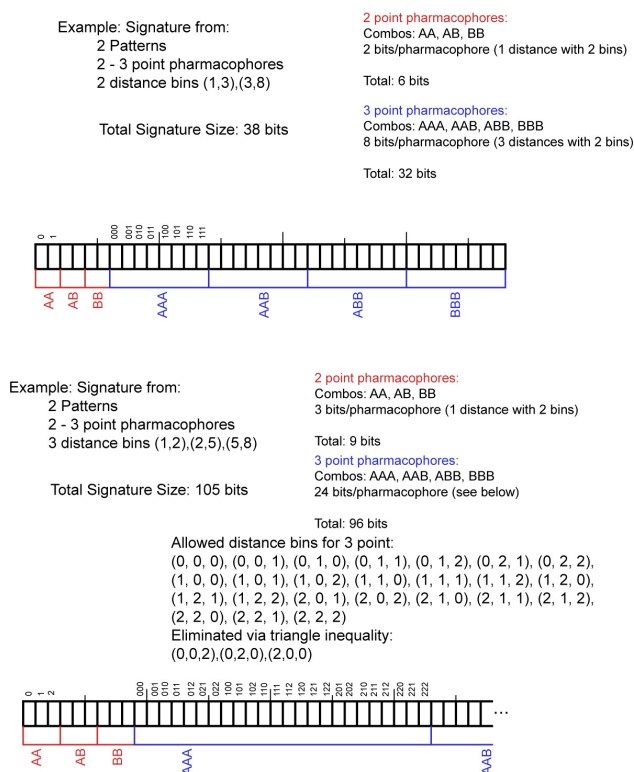 Example: Signature from:
2 Patterns
2 - 3 point pharmacophores
2 distance bins (1,3),(3,8)
Total Signature Size: 38 bits
2 point pharmacophores:
Combos: AA, AB, BB
2 bits/pharmacophore (1 distance with 2 bins)
Total: 6 bits
3 point pharmacophores:
Combos: AAA, AAB, ABB, BBB
8 bits/pharmacophore (3 distances with 2 bins)
Total: 32 bits
0 1 000 001 010 011 100 101 110 111
AA AB BB AAA AAB ABB BBB
Example: Signature from:
2 Patterns
2 - 3 point pharmacophores
3 distance bins (1,2),(2,5),(5,8)
Total Signature Size: 105 bits
2 point pharmacophores:
Combos: AA, AB, BB
3 bits/pharmacophore (1 distance with 2 bins)
Total: 9 bits
3 point pharmacophores:
Combos: AAA, AAB, ABB, BBB
24 bits/pharmacophore (see below)
Total: 96 bits
Allowed distance bins for 3 point:
(0, 0, 0), (0, 0, 1), (0, 1, 0), (0, 1, 1), (0, 1, 2), (0, 2, 1), (0, 2, 2),
(1, 0, 0), (1, 0, 1), (1, 0, 2), (1, 1, 0), (1, 1, 1), (1, 1, 2), (1, 2, 0),
(1, 2, 1), (1, 2, 2), (2, 0, 1), (2, 0, 2), (2, 1, 0), (2, 1, 1), (2, 1, 2),
(2, 2, 0), (2, 2, 1), (2, 2, 2)
Eliminated via triangle inequality:
(0,0,2),(0,2,0),(2,0,0)
0 1 2 000 001 010 011 012 021 022 100 101 102 110 111 112 120 121 122 201 202 210 211 212 220 221 222
...
AA AB BB AAA AAB